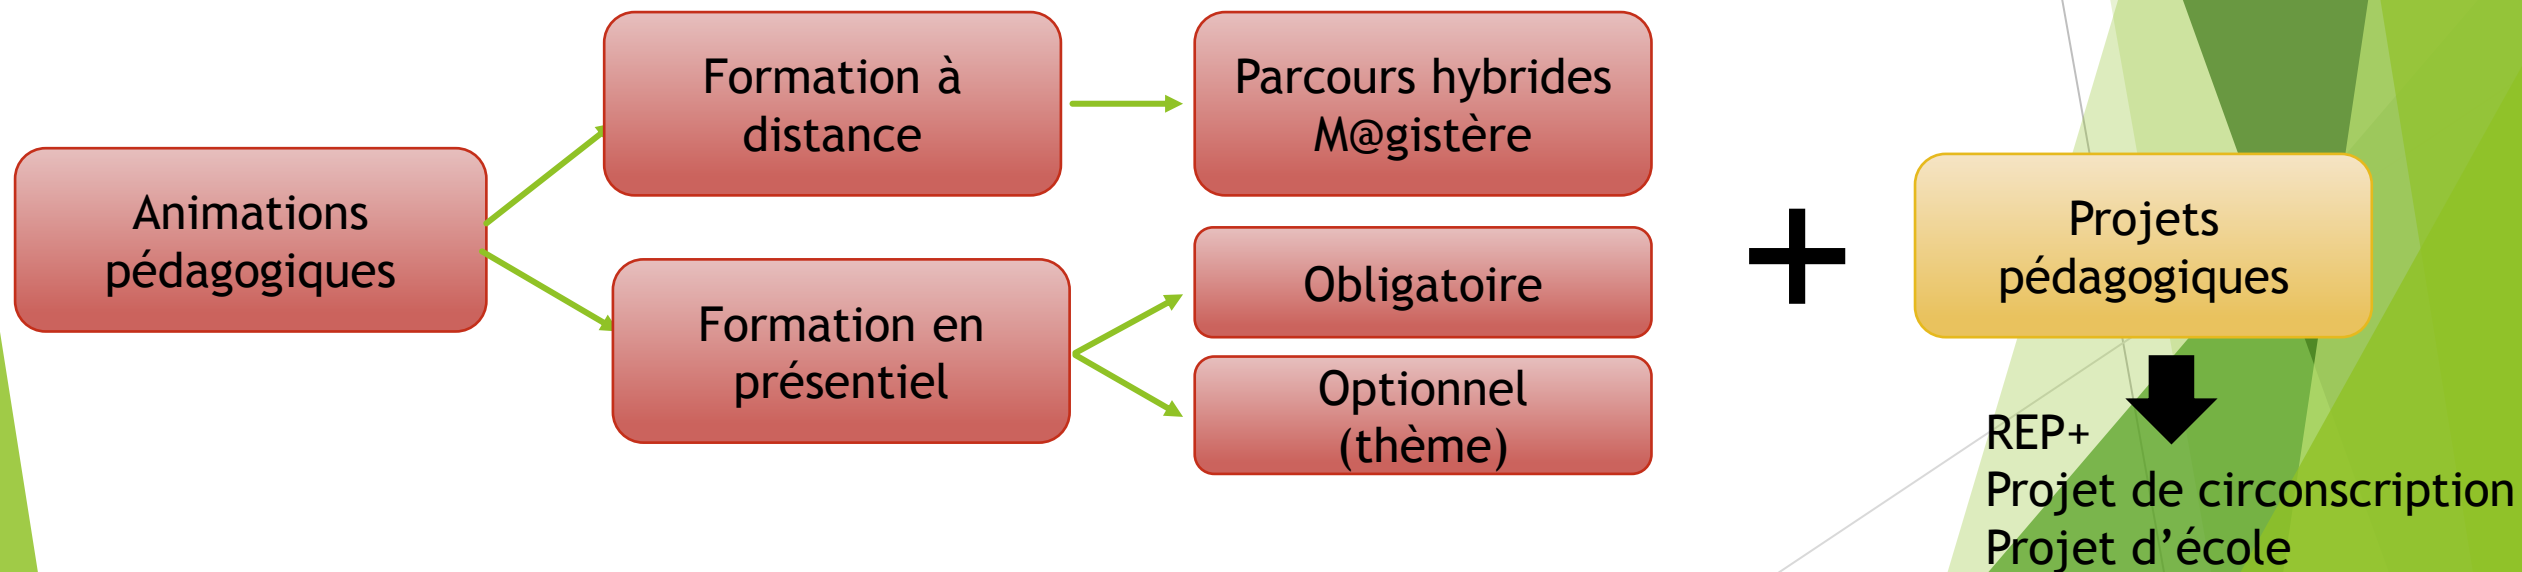 Animations
pédagogiques
Formation à
distance
Parcours hybrides
M@gistère
Formation en
présentiel
Obligatoire
Optionnel
(thème)
+
Projets
pédagogiques
REP+
Projet de circonscription
Projet d’école